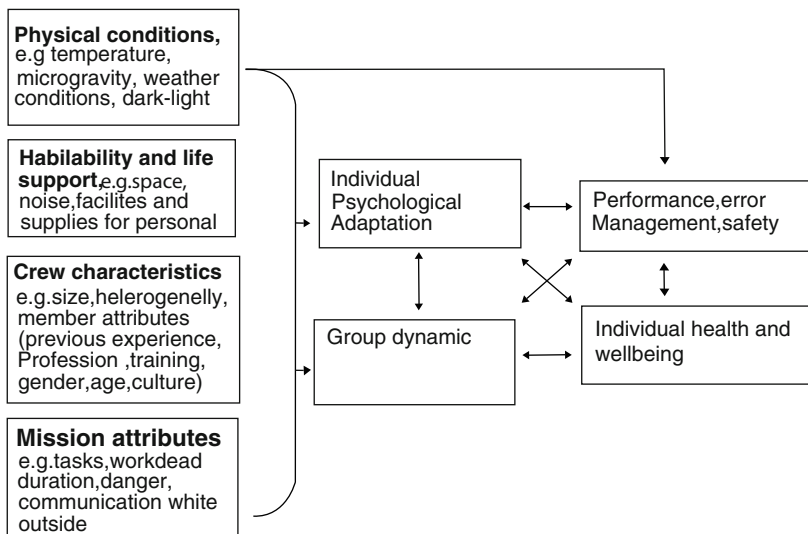 Physical conditions,
e.g temperature,
microgravity, weather
conditions, dark-light
Habilability and life
support,e.g.space,
noise,facilites and
supplies for personal
Crew characteristics
e.g.size,helerogenelly,
member attributes
(previous experience,
Profession ,training,
gender,age,culture)
Mission attributes
e.g.tasks,workdead
duration,danger,
communication white
outside
Individual
Psychological
Adaptation
Group dynamic
Performance,error
Management,safety
Individual health and
wellbeing